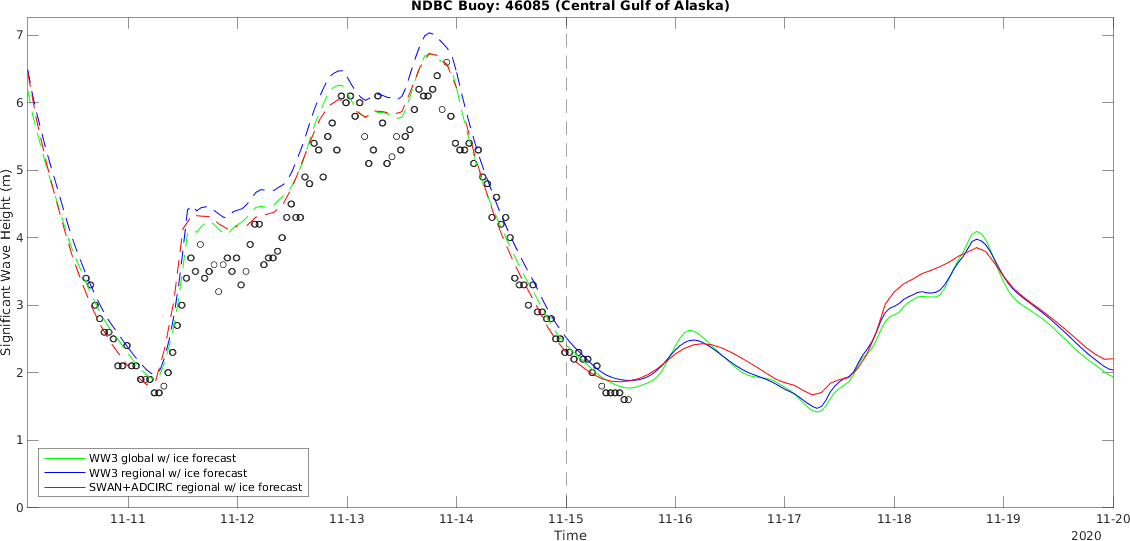 NDBC Buoy: 46085 (Central Gulf of Alaska)
Significant Wave Height (m)
7
6
5
4
3
2
1
0
WW3 global w/ ice forecast
WW3 regional w/ ice forecast
SWAN+ADCIRC regional w/ ice forecast
11-11 11-12 11-13 11-14 11-15 11-16 11-17 11-18 11-19 11-20
Time
2020